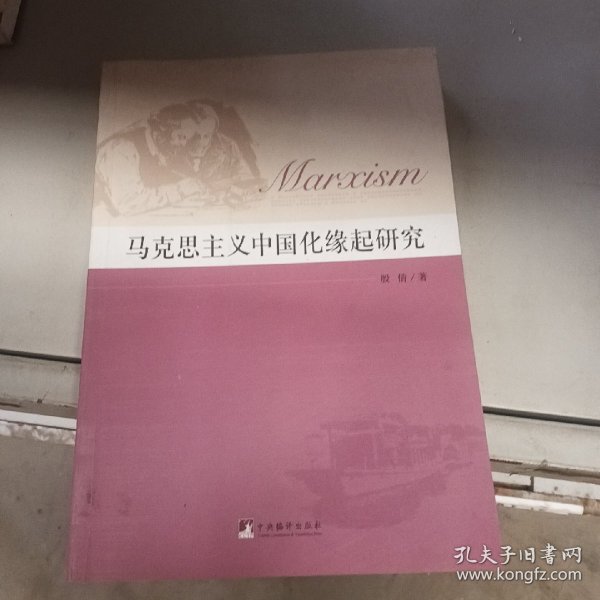 Marxism
马克思主义中国化缘起研究
殷倩/著
中央编译出版社
孔夫子旧书网
www.kongfz.com